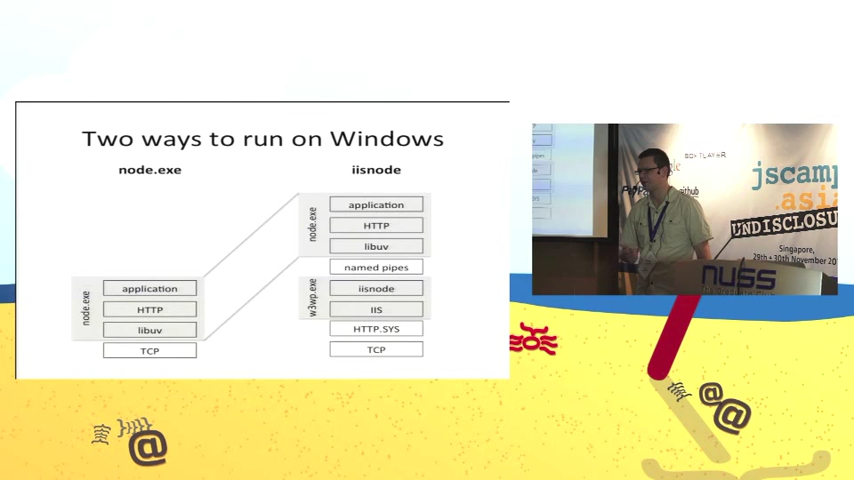 Two ways to run on Windows
node.exe
iisnode
node.exe
application
HTTP
libuv
named pipes
w3wp.exe
iisnode
IIS
HTTP.SYS
TCP
node.exe
application
HTTP
libuv
TCP
SOFTLAYER
github
jscamp
.asia
UNDISCLOSU
Singapore,
29th + 30th November 20
NUSS
@
@
@